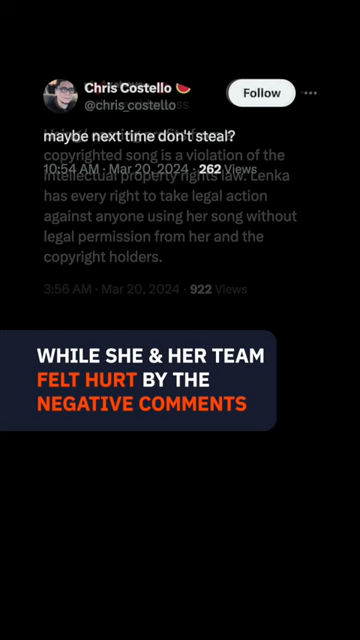 Chris Costello 🍉
@chris_costello
Follow
maybe next time don't steal?
copyrighted song is a violation of the
10:54 AM · Mar 20, 2024 · 262 Views
intellectual property rights law. Lenka
has every right to take legal action
against anyone using her song without
legal permission from her and the
copyright holders.
3:56 AM · Mar 20, 2024 · 922 Views
WHILE SHE & HER TEAM
FELT HURT BY THE
NEGATIVE COMMENTS